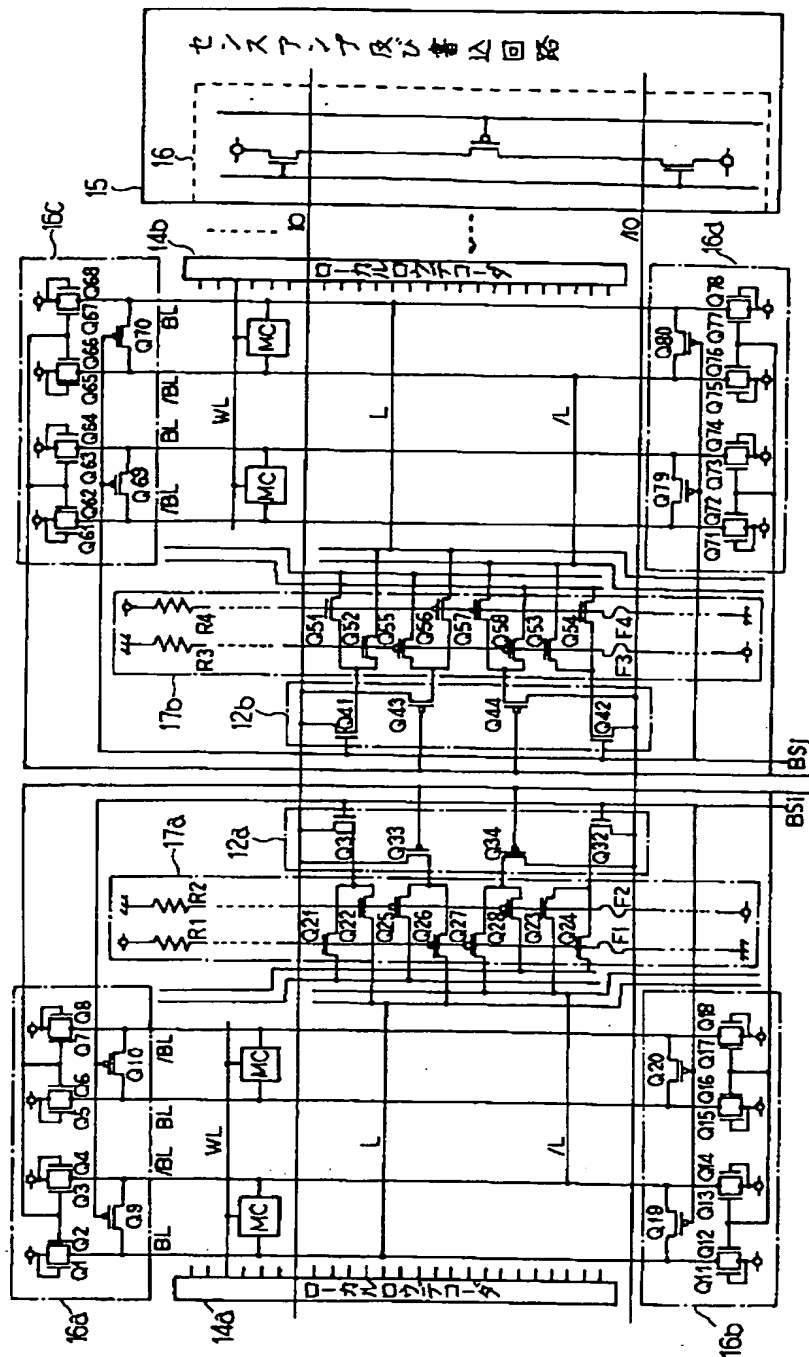 15
センスアンプ及び書込回路
16
16c
Q61 Q62 Q63 Q64 Q65 Q66 Q67 Q68
Q69
Q70
/BL
BL
/BL
BL
14b
ローカルロウデコーダ
IO
/IO
WL
MC
MC
L
/L
16d
Q79
Q80
Q71 Q72 Q73 Q74 Q75 Q76 Q77 Q78
17b
R3
R4
Q51
Q52
Q55
Q56
Q57
Q58
Q53
Q54
F3
F4
12b
Q41
Q43
Q44
Q42
BSj
BSi
12a
Q31
Q33
Q34
Q32
17a
R1
R2
Q21
Q22
Q25
Q26
Q27
Q28
Q23
Q24
F1
F2
16a
Q1 Q2 Q3 Q4 Q5 Q6 Q7 Q8
Q9
Q10
BL
/BL
BL
/BL
14a
ローカルロウデコーダ
WL
MC
MC
L
/L
16b
Q19
Q20
Q11 Q12 Q13 Q14 Q15 Q16 Q17 Q18